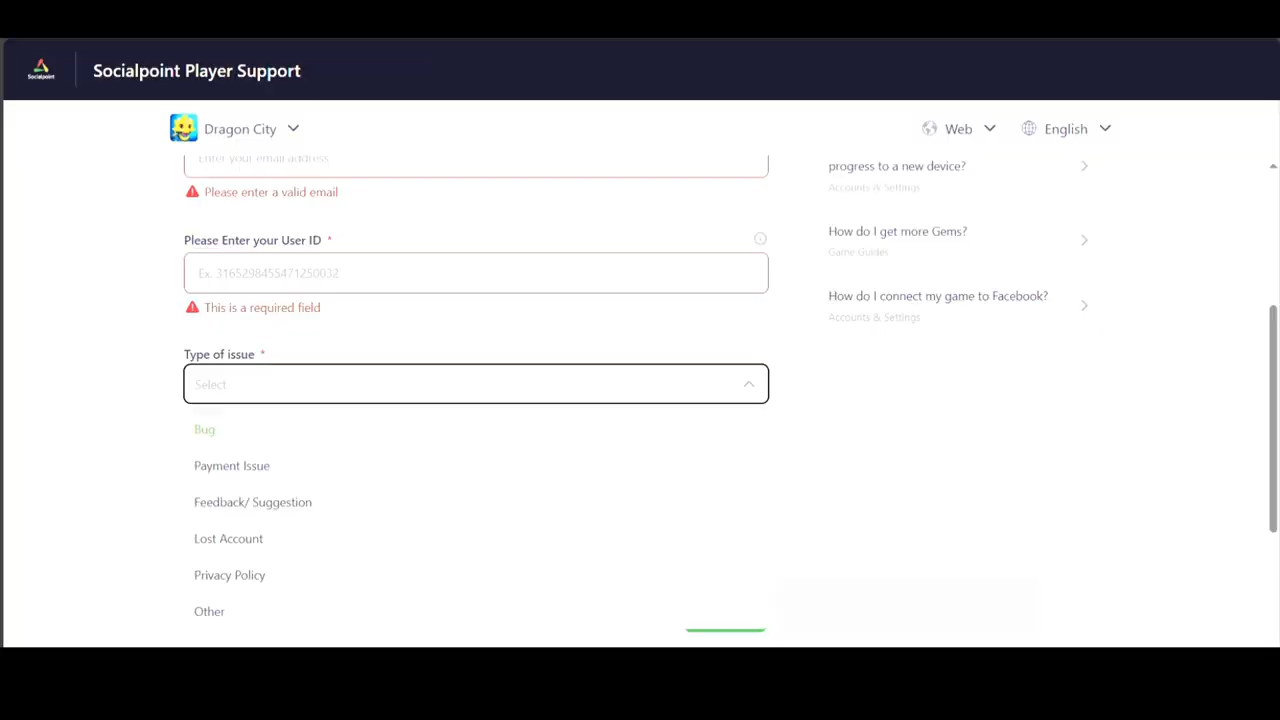 Socialpoint
Socialpoint Player Support
Dragon City
Web
English
Enter your email address
Please enter a valid email
Please Enter your User ID *
Ex. 3165298455471250032
This is a required field
Type of issue *
Select
Bug
Payment Issue
Feedback/ Suggestion
Lost Account
Privacy Policy
Other
progress to a new device?
Accounts & Settings
How do I get more Gems?
Game Guides
How do I connect my game to Facebook?
Accounts & Settings